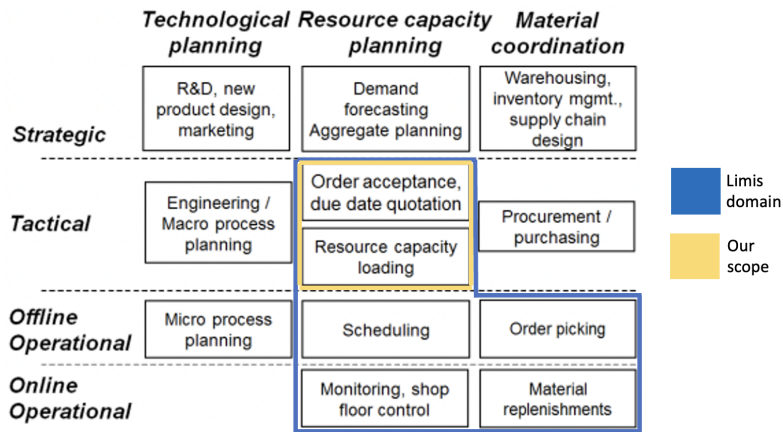 Technological
planning
Resource capacity
planning
Material
coordination
Strategic
R&D, new
product design,
marketing
Demand
forecasting
Aggregate planning
Warehousing,
inventory mgmt.,
supply chain
design
Tactical
Engineering /
Macro process
planning
Order acceptance,
due date quotation
Resource capacity
loading
Procurement /
purchasing
Offline
Operational
Micro process
planning
Scheduling
Order picking
Online
Operational
Monitoring, shop
floor control
Material
replenishments
Limis
domain
Our
scope